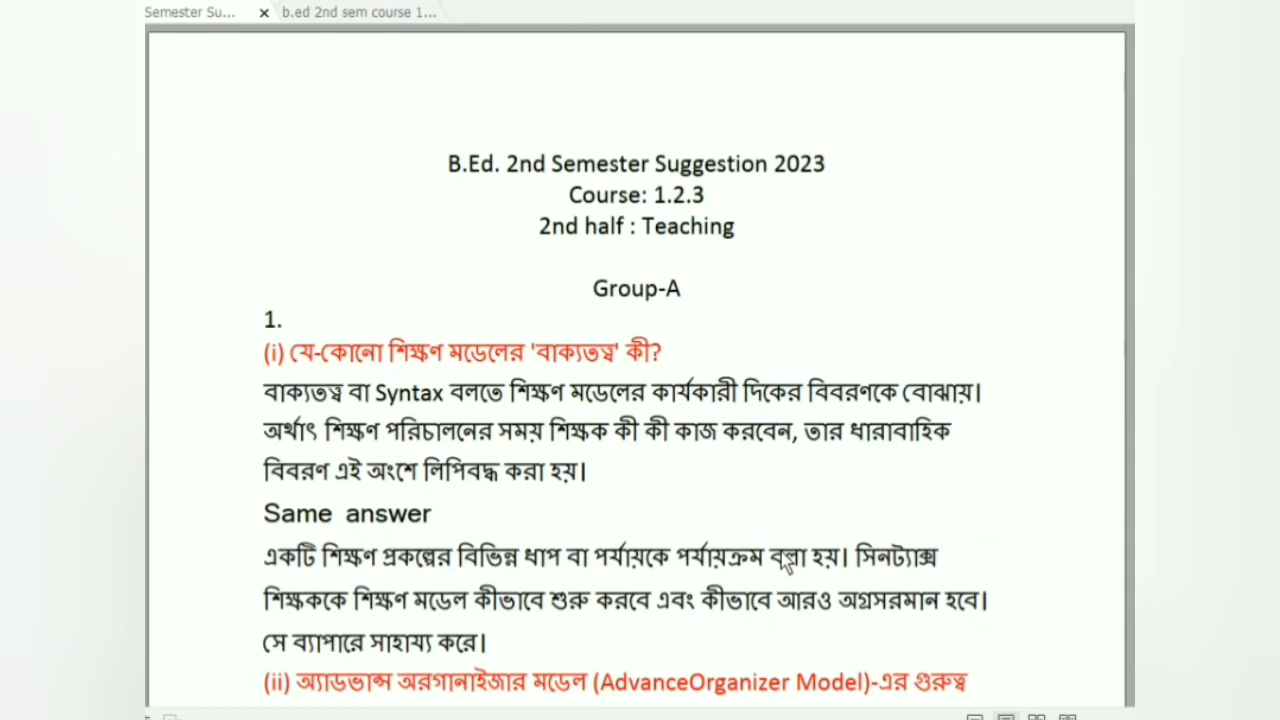 Semester Su...
b.ed 2nd sem course 1...
B.Ed. 2nd Semester Suggestion 2023
Course: 1.2.3
2nd half : Teaching
Group-A
1.
(i) যে-কোনো শিক্ষণ মডেলের 'বাক্যতত্ত্ব' কী?
বাক্যতত্ত্ব বা Syntax বলতে শিক্ষণ মডেলের কার্যকারী দিকের বিবরণকে বোঝায়।
অর্থাৎ শিক্ষণ পরিচালনের সময় শিক্ষক কী কী কাজ করবেন, তার ধারাবাহিক
বিবরণ এই অংশে লিপিবদ্ধ করা হয়।
Same answer
একটি শিক্ষণ প্রকল্পের বিভিন্ন ধাপ বা পর্যায়কে পর্যায়ক্রম বলা হয়। সিনট্যাক্স
শিক্ষককে শিক্ষণ মডেল কীভাবে শুরু করবে এবং কীভাবে আরও অগ্রসরমান হবে।
সে ব্যাপারে সাহায্য করে।
(ii) অ্যাডভান্স অরগানাইজার মডেল (AdvanceOrganizer Model)-এর গুরুত্ব